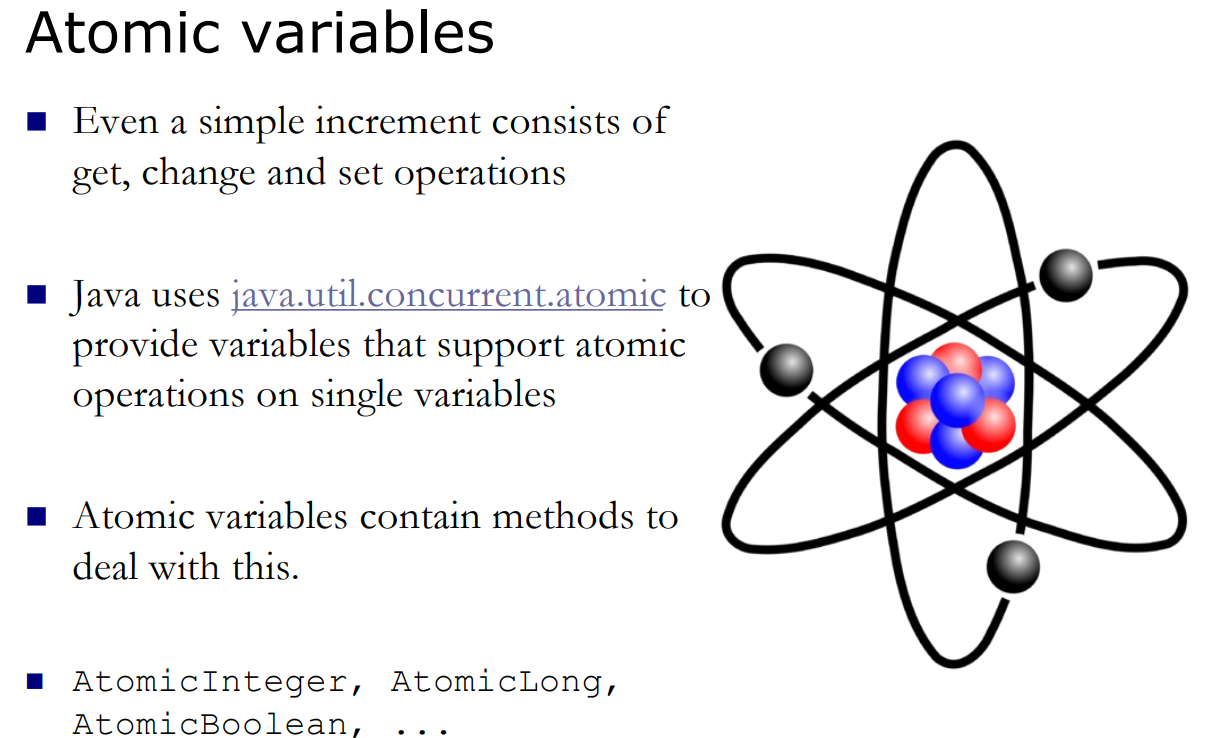 Atomic variables
Even a simple increment consists of
get, change and set operations
Java uses java.util.concurrent.atomic to
provide variables that support atomic
operations on single variables
Atomic variables contain methods to
deal with this.
AtomicInteger, AtomicLong,
AtomicBoolean, ...